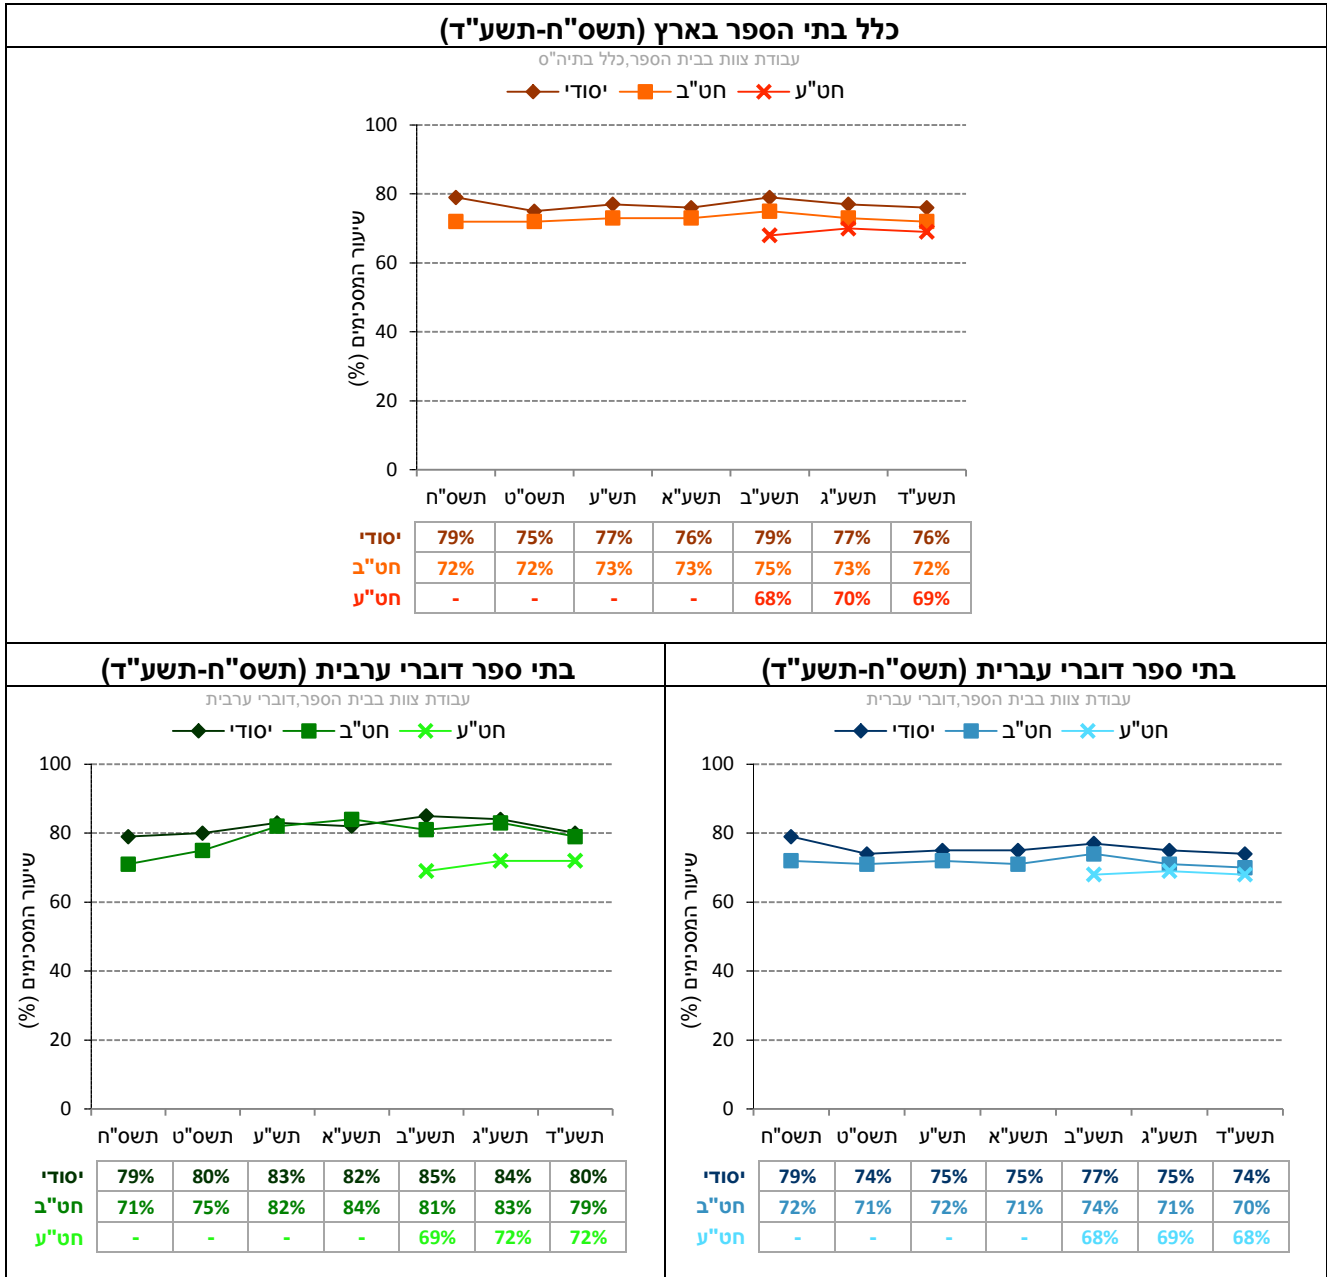 כלל בתי הספר בארץ (תשס"ח-תשע"ד)
עבודת צוות בבית הספר,כלל בתיה"ס
יסודי חט"ב חט"ע
שיעור המסכימים (%)
100
80
60
40
20
0
תשס"ח תשס"ט תש"ע תשע"א תשע"ב תשע"ג תשע"ד
יסודי 79% 75% 77% 76% 79% 77% 76%
חט"ב 72% 72% 73% 73% 75% 73% 72%
חט"ע - - - - 68% 70% 69%
בתי ספר דוברי עברית (תשס"ח-תשע"ד)
עבודת צוות בבית הספר,דוברי עברית
יסודי חט"ב חט"ע
שיעור המסכימים (%)
100
80
60
40
20
0
תשס"ח תשס"ט תש"ע תשע"א תשע"ב תשע"ג תשע"ד
יסודי 79% 74% 75% 75% 77% 75% 74%
חט"ב 72% 71% 72% 71% 74% 71% 70%
חט"ע - - - - 68% 69% 68%
בתי ספר דוברי ערבית (תשס"ח-תשע"ד)
עבודת צוות בבית הספר,דוברי ערבית
יסודי חט"ב חט"ע
שיעור המסכימים (%)
100
80
60
40
20
0
תשס"ח תשס"ט תש"ע תשע"א תשע"ב תשע"ג תשע"ד
יסודי 79% 80% 83% 82% 85% 84% 80%
חט"ב 71% 75% 82% 84% 81% 83% 79%
חט"ע - - - - 69% 72% 72%